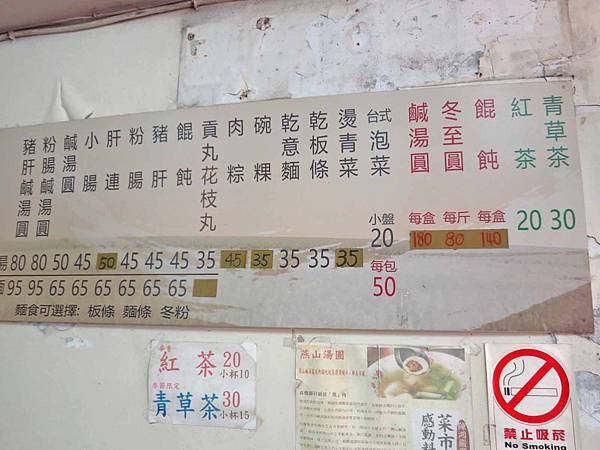 豬肝鹹湯圓
粉腸鹹湯圓
鹹湯圓
小腸
肝連
粉腸
豬肝
餛飩
貢丸花枝丸
肉粽
碗粿
乾意麵
乾板條
燙青菜
台式泡菜
鹹湯圓
冬至圓
餛飩
紅茶
青草茶
小盤 20
每包 50
每盒 每斤 每盒 20 30
180 80 140
湯 80 80 50 45 50 45 45 45 35 45 35 35 35 35
麵 95 95 65 65 65 65 65 65
麵食可選擇: 板條 麵條 冬粉
紅茶 20
小杯10
青草茶 30
小杯15
燕山湯圓
菜市
感動料
禁止吸菸
No Smoking